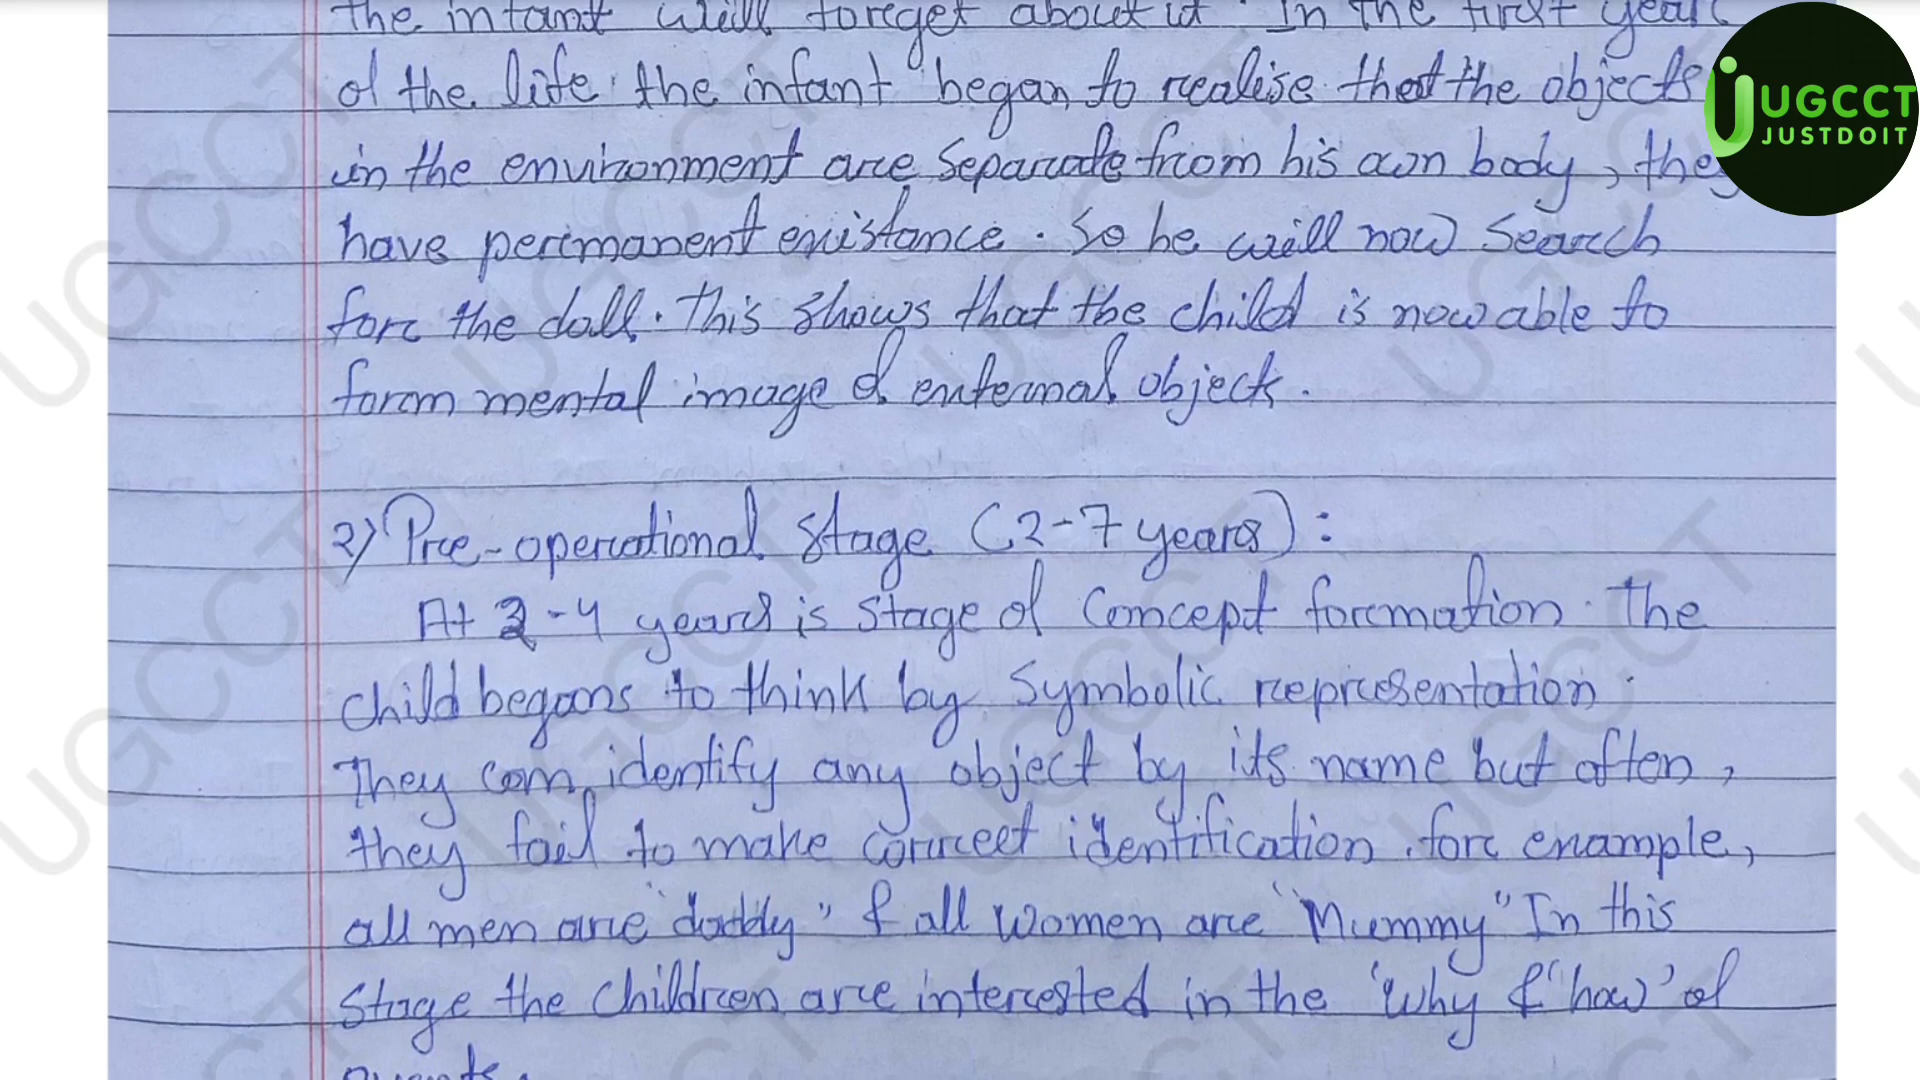 the infant will forget about it. In the first year
of the life the infant began to realise that the objects
in the environment are separate from his own body, they
have permanent existance. So he will now search
for the doll. This shows that the child is now able to
form mental image of external objects.
2) Pre-operational Stage (2-7 years):
At 2-4 years is stage of concept formation. The
child begans to think by symbolic representation.
They can identify any object by its name but often,
they fail to make correct identification. for example,
all men are "daddy" & all women are "Mummy" In this
stage the children are interested in the 'why' & 'how' of
events.
UGCCT
JUSTDOIT
UGCCT